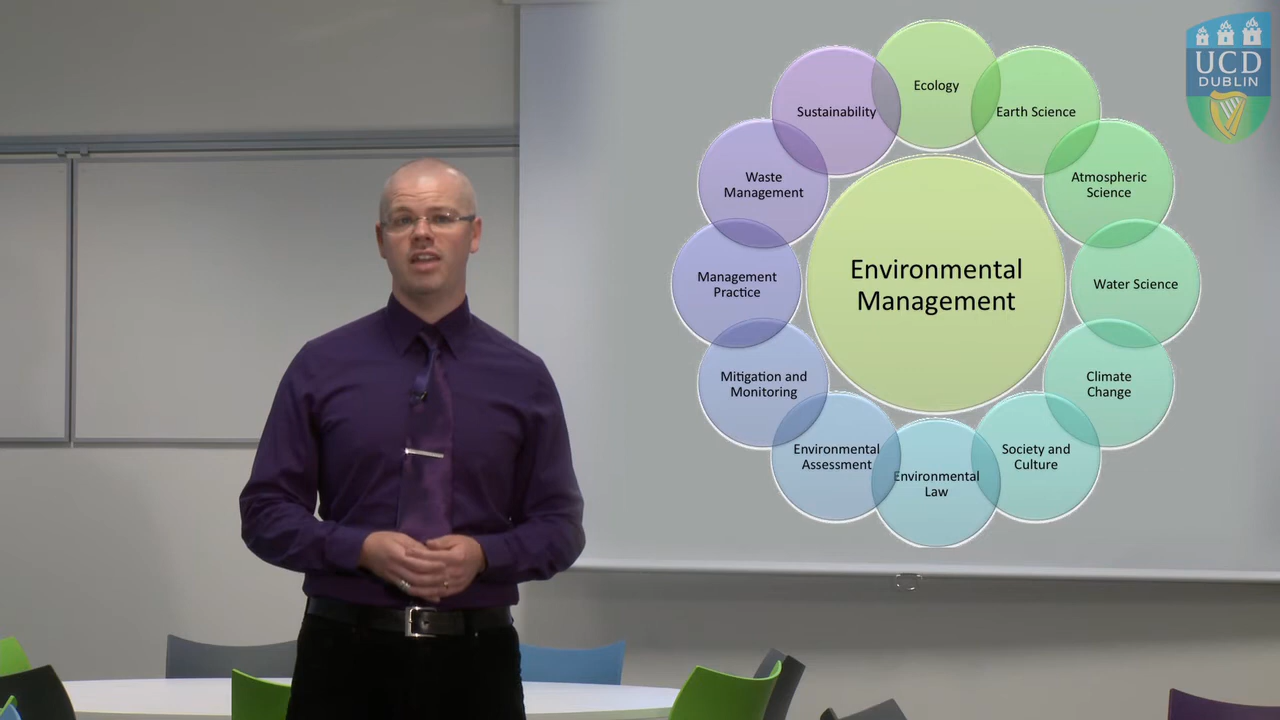 UCD
DUBLIN
Ecology
Earth Science
Atmospheric
Science
Water Science
Climate
Change
Society and
Culture
Environmental
Law
Environmental
Assessment
Mitigation and
Monitoring
Management
Practice
Waste
Management
Sustainability
Environmental
Management